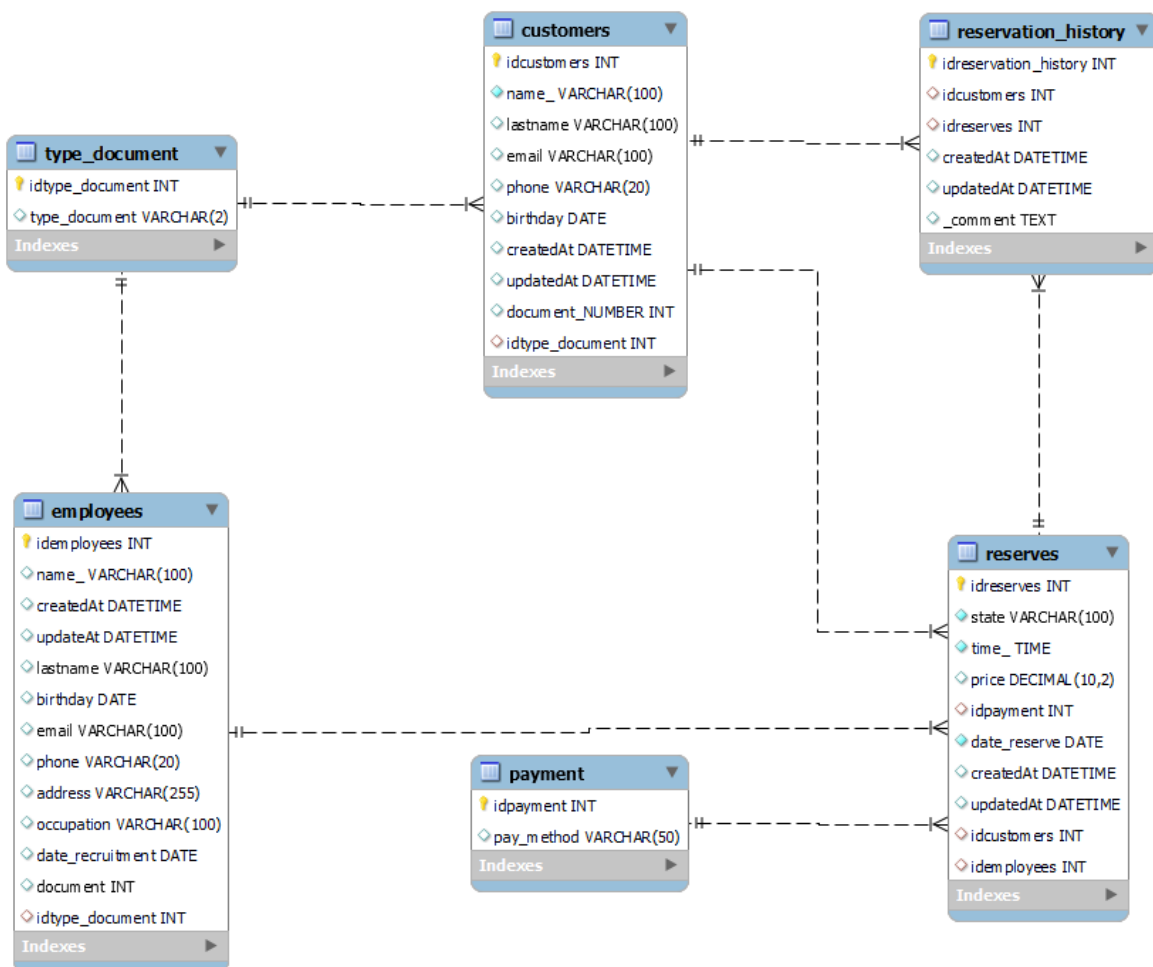 customers
idcustomers INT
name_ VARCHAR(100)
lastname VARCHAR(100)
email VARCHAR(100)
phone VARCHAR(20)
birthday DATE
createdAt DATETIME
updatedAt DATETIME
document_NUMBER INT
idtype_document INT
Indexes
reservation_history
idreservation_history INT
idcustomers INT
idreserves INT
createdAt DATETIME
updatedAt DATETIME
_comment TEXT
Indexes
type_document
idtype_document INT
type_document VARCHAR(2)
Indexes
employees
idemployees INT
name_ VARCHAR(100)
createdAt DATETIME
updateAt DATETIME
lastname VARCHAR(100)
birthday DATE
email VARCHAR(100)
phone VARCHAR(20)
address VARCHAR(255)
occupation VARCHAR(100)
date_recruitment DATE
document INT
idtype_document INT
Indexes
payment
idpayment INT
pay_method VARCHAR(50)
Indexes
reserves
idreserves INT
state VARCHAR(100)
time_ TIME
price DECIMAL(10,2)
idpayment INT
date_reserve DATE
createdAt DATETIME
updatedAt DATETIME
idcustomers INT
idemployees INT
Indexes